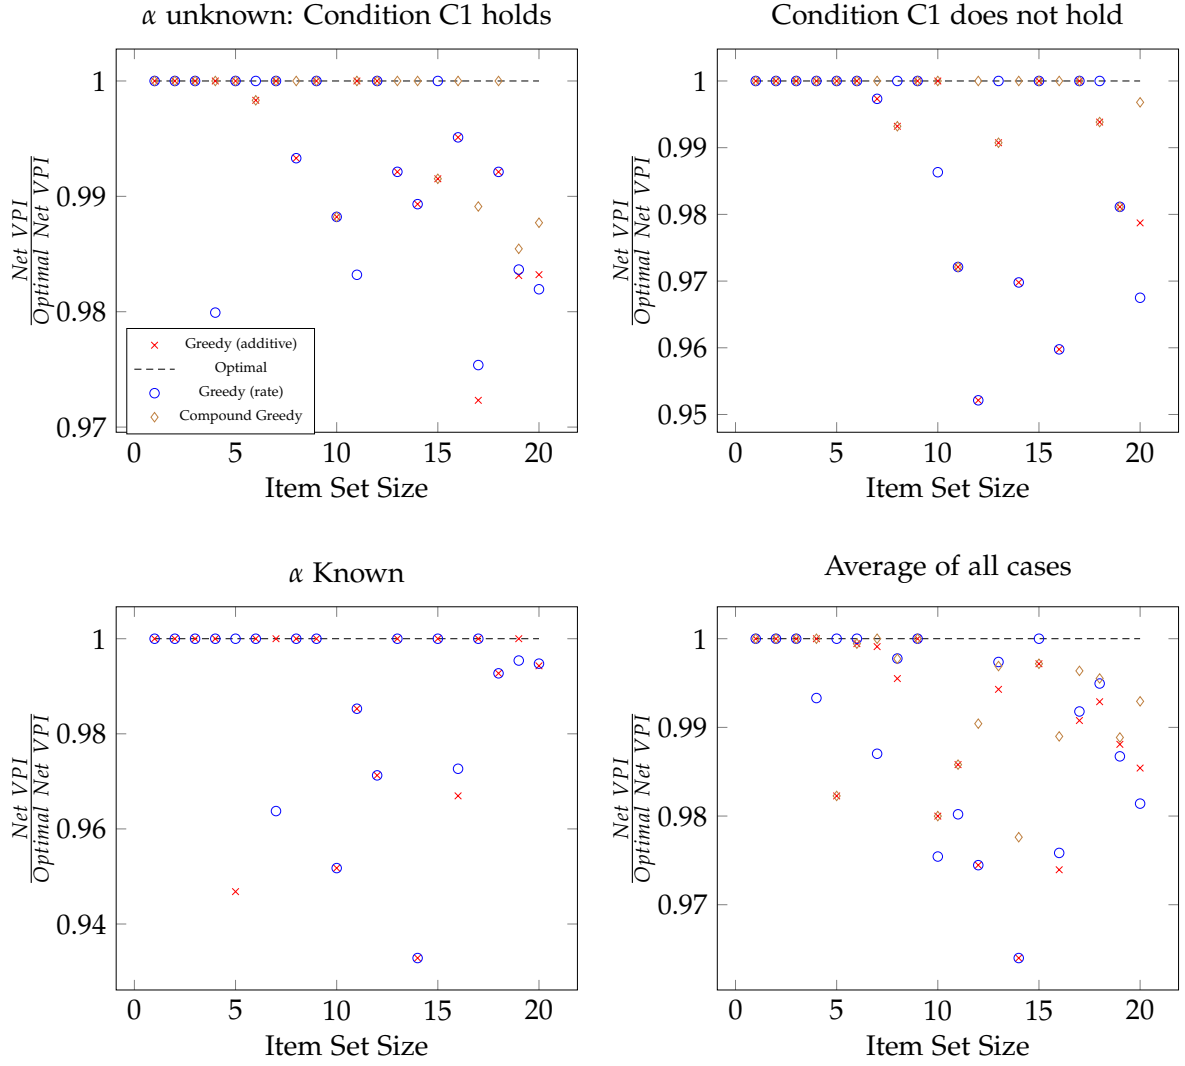 α unknown: Condition C1 holds
1
0.99
0.98
0.97
Net VPI
Optimal Net VPI
Greedy (additive)
Optimal
Greedy (rate)
Compound Greedy
0 5 10 15 20
Item Set Size
Condition C1 does not hold
1
0.99
0.98
0.97
0.96
0.95
Net VPI
Optimal Net VPI
0 5 10 15 20
Item Set Size
α Known
1
0.98
0.96
0.94
Net VPI
Optimal Net VPI
0 5 10 15 20
Item Set Size
Average of all cases
1
0.99
0.98
0.97
Net VPI
Optimal Net VPI
0 5 10 15 20
Item Set Size